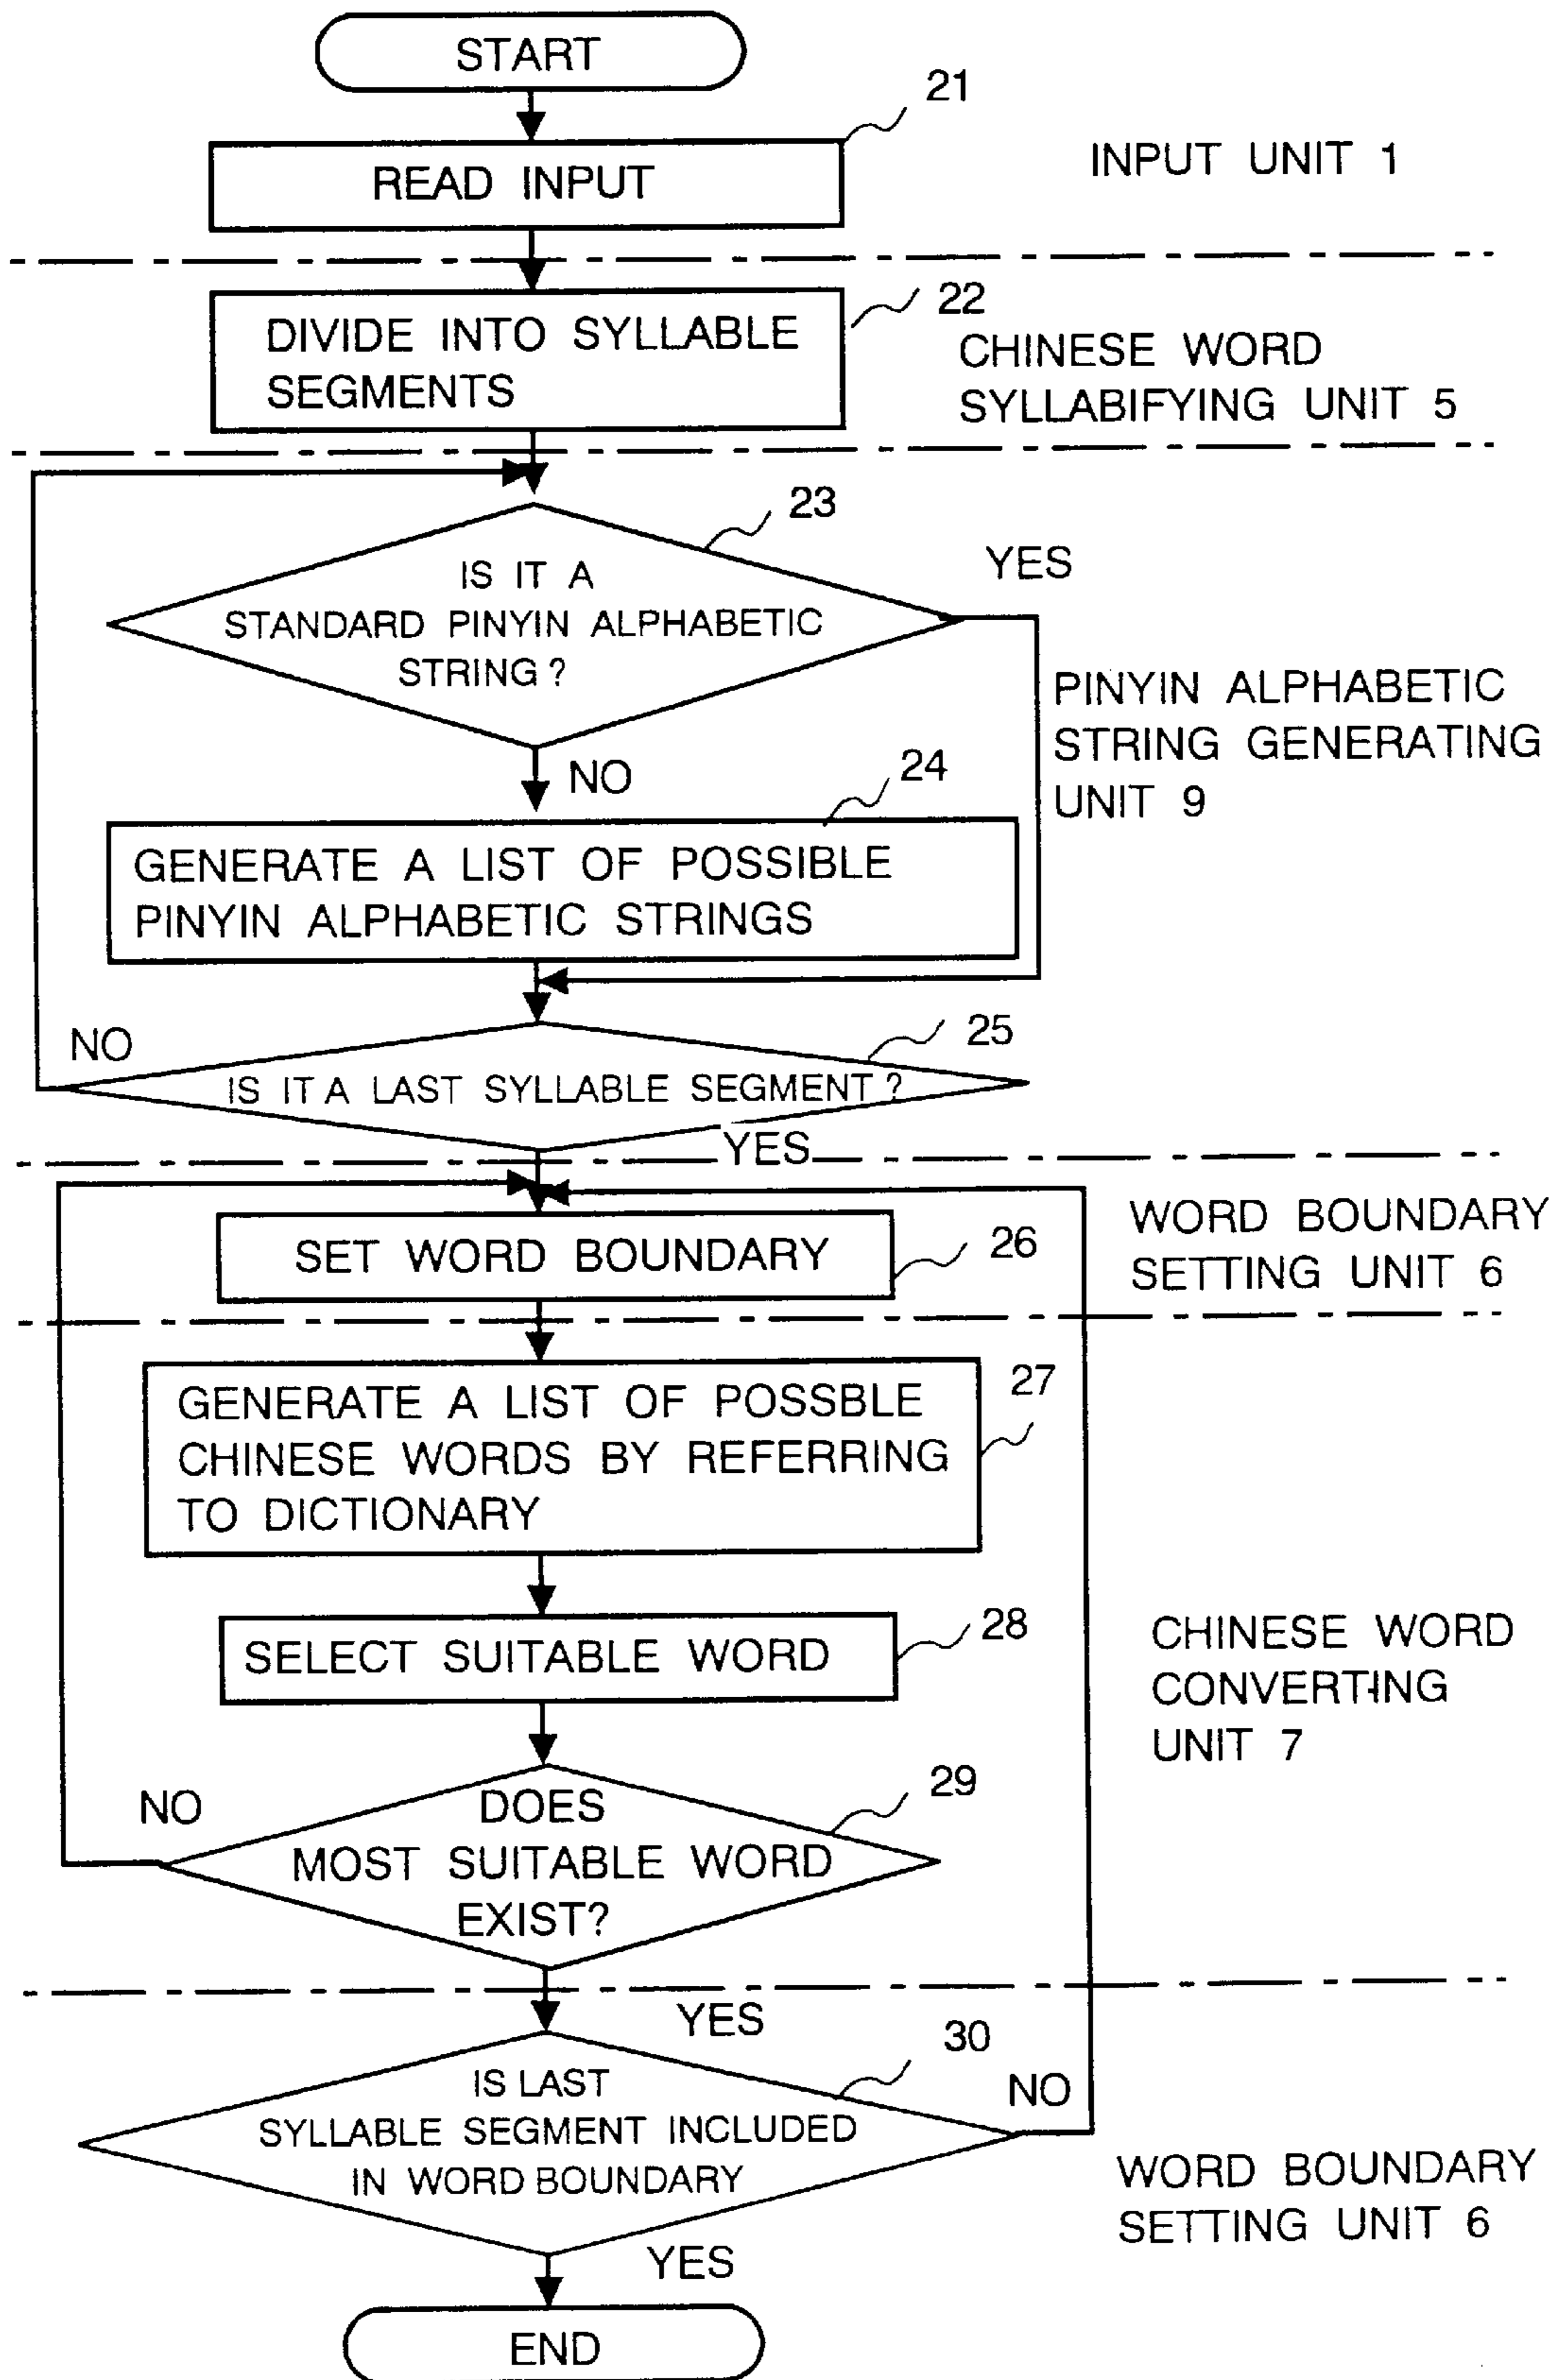 START
21
READ INPUT
INPUT UNIT 1
22
DIVIDE INTO SYLLABLE
SEGMENTS
CHINESE WORD
SYLLABIFYING UNIT 5
23
YES
IS IT A
STANDARD PINYIN ALPHABETIC
STRING?
PINYIN ALPHABETIC
STRING GENERATING
UNIT 9
NO
24
GENERATE A LIST OF POSSIBLE
PINYIN ALPHABETIC STRINGS
NO
25
IS IT A LAST SYLLABLE SEGMENT?
YES
SET WORD BOUNDARY
26
WORD BOUNDARY
SETTING UNIT 6
27
GENERATE A LIST OF POSSBLE
CHINESE WORDS BY REFERRING
TO DICTIONARY
28
SELECT SUITABLE WORD
CHINESE WORD
CONVERTING
UNIT 7
29
NO
DOES
MOST SUITABLE WORD
EXIST?
YES
30
IS LAST
SYLLABLE SEGMENT INCLUDED
IN WORD BOUNDARY
NO
WORD BOUNDARY
SETTING UNIT 6
YES
END